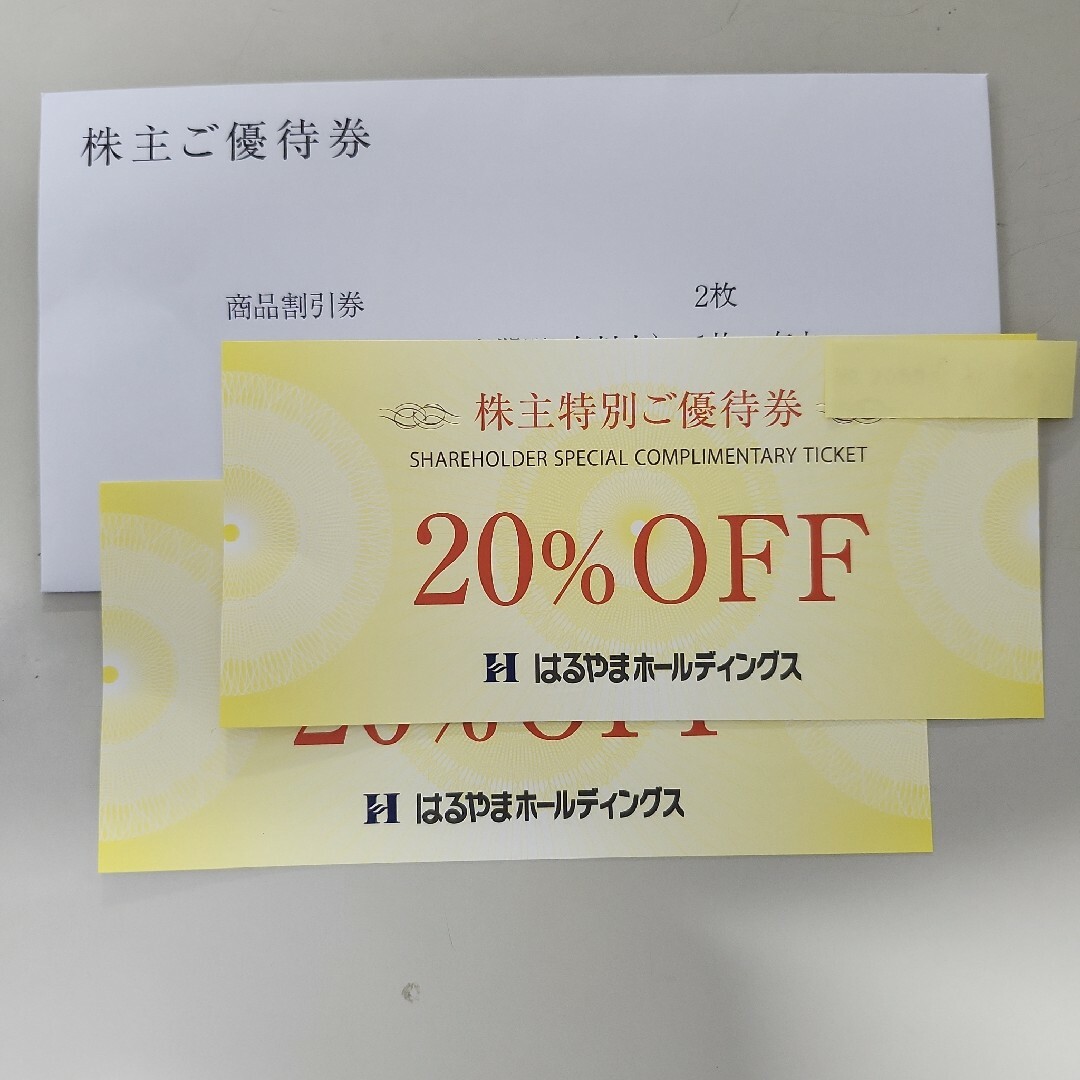 株主ご優待券
商品割引券 2枚
株主特別ご優待券
SHAREHOLDER SPECIAL COMPLIMENTARY TICKET
20%OFF
はるやまホールディングス
20%OFF
はるやまホールディングス